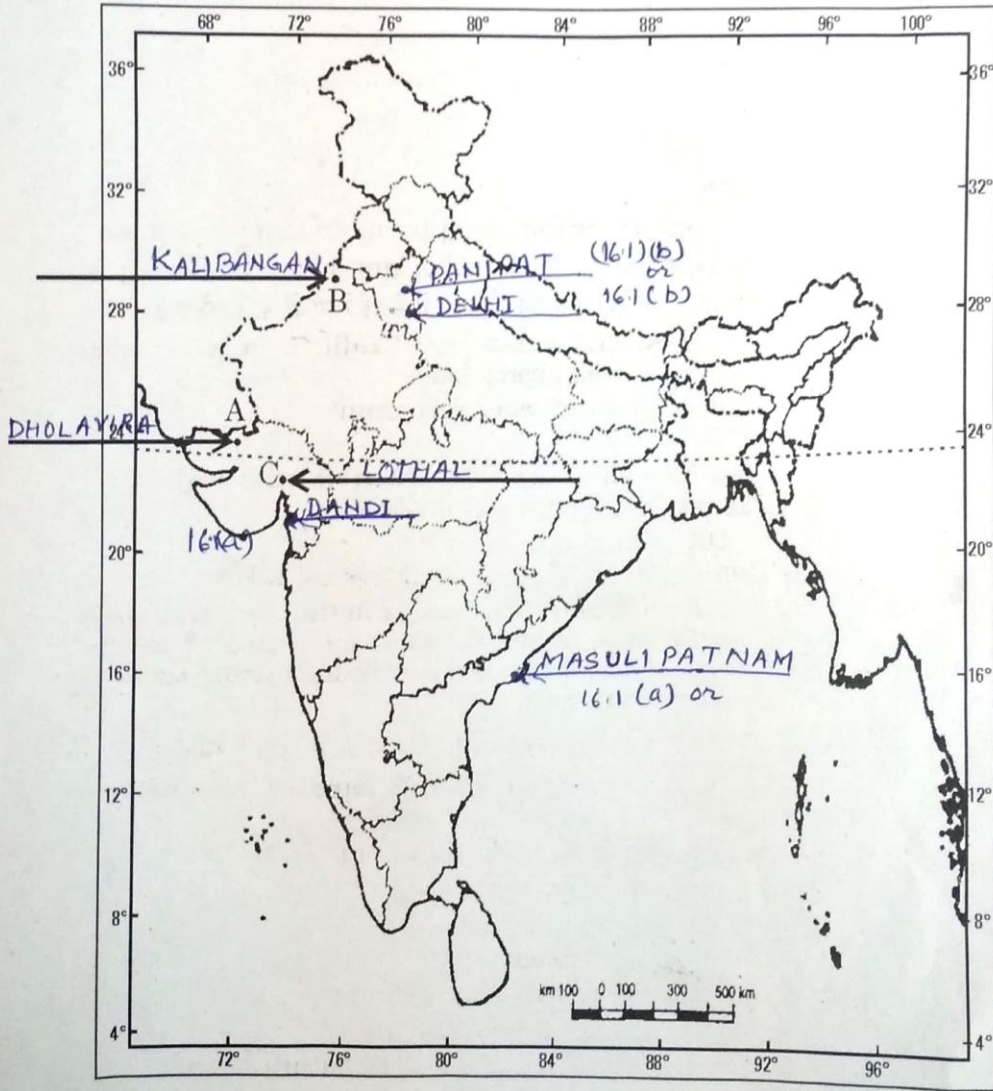 68° 72° 76° 80° 84° 88° 92° 96° 100°
36° 36°
32° 32°
KALIBANGAN PANIPAT (16.1)(b)
or
B DELHI 16.1(b)
28° 28°
A
DHOLAVIRA
24° 24°
C LOTHAL
DANDI
16(a)
20° 20°
MASULIPATNAM
16° 16°
16.1 (a) or
12° 12°
8° 8°
km 100 0 100 300 500 km
4° 4°
72° 76° 80° 84° 88° 92° 96°